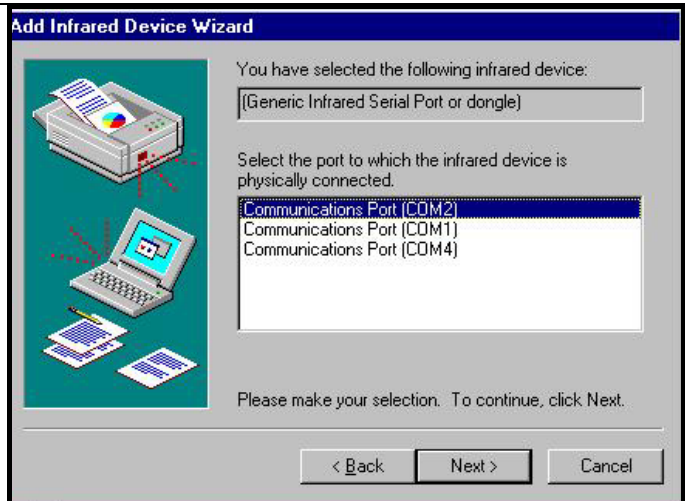 Add Infrared Device Wizard
You have selected the following infrared device:
(Generic Infrared Serial Port or dongle)
Select the port to which the infrared device is
physically connected.
Communications Port (COM2)
Communications Port (COM1)
Communications Port (COM4)
Please make your selection. To continue, click Next.
< Back
Next >
Cancel